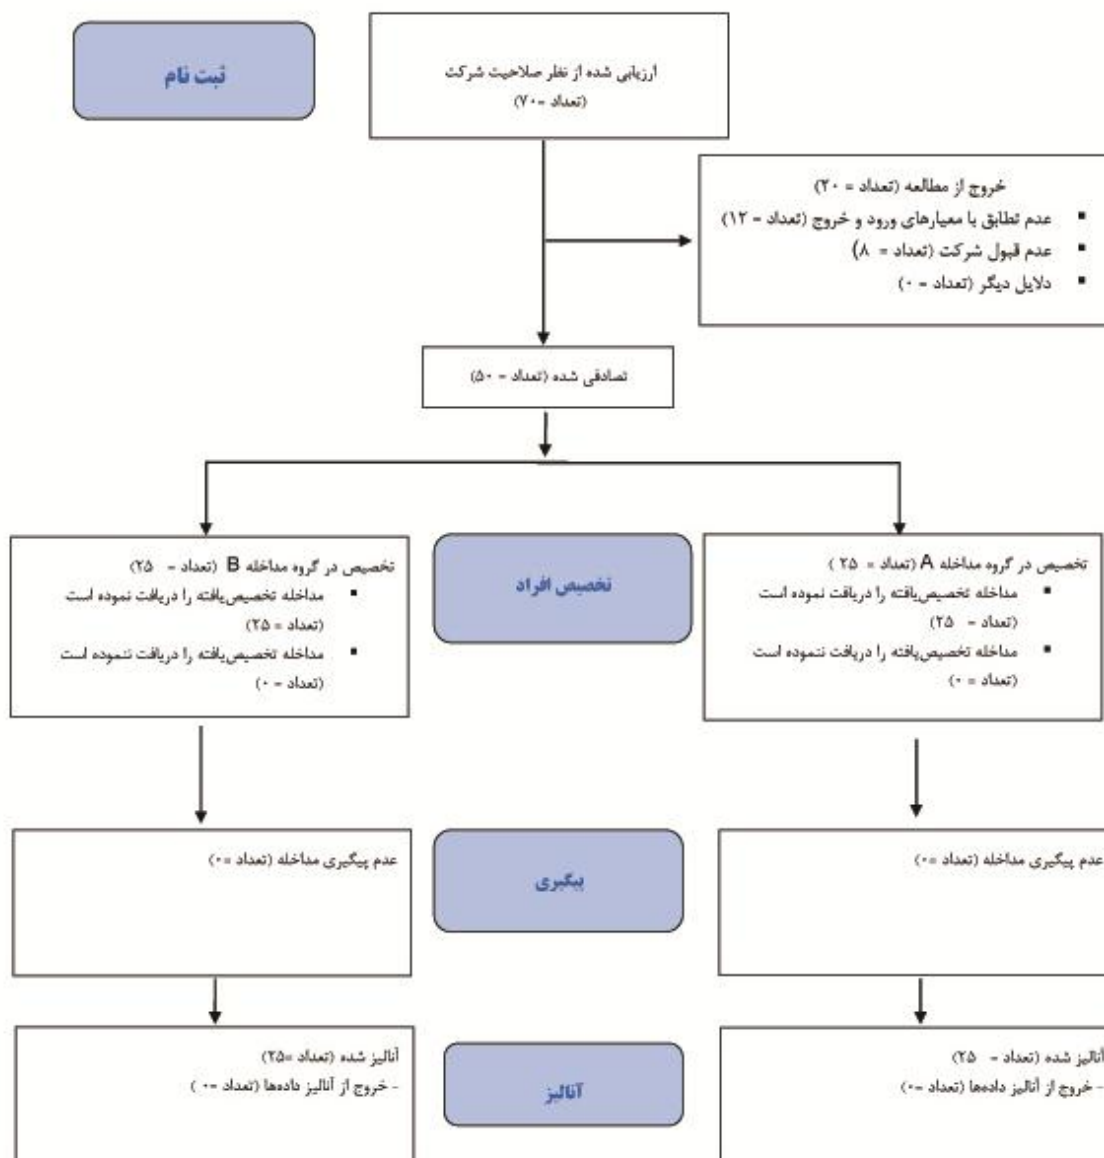 ثبت نام
ارزیابی شده از نظر صلاحیت شرکت
(تعداد =۷۰)
خروج از مطالعه (تعداد = ۲۰)
▪ عدم تطابق با معیارهای ورود و خروج (تعداد = ۱۲)
▪ عدم قبول شرکت (تعداد = ۸)
▪ دلایل دیگر (تعداد = ۰)
تصادفی شده (تعداد = ۵۰)
تخصیص در گروه مداخله A (تعداد = ۲۵ )
▪ مداخله تخصیص‌یافته را دریافت نموده است
(تعداد = ۲۵)
▪ مداخله تخصیص‌یافته را دریافت ننموده است
(تعداد = ۰)
تخصیص افراد
تخصیص در گروه مداخله B (تعداد = ۲۵)
▪ مداخله تخصیص‌یافته را دریافت نموده است
(تعداد = ۲۵)
▪ مداخله تخصیص‌یافته را دریافت ننموده است
(تعداد = ۰)
عدم پیگیری مداخله (تعداد =۰)
پیگیری
عدم پیگیری مداخله (تعداد =۰)
آنالیز شده (تعداد = ۲۵)
- خروج از آنالیز داده‌ها (تعداد =۰)
آنالیز
آنالیز شده (تعداد =۲۵)
- خروج از آنالیز داده‌ها (تعداد =۰ )